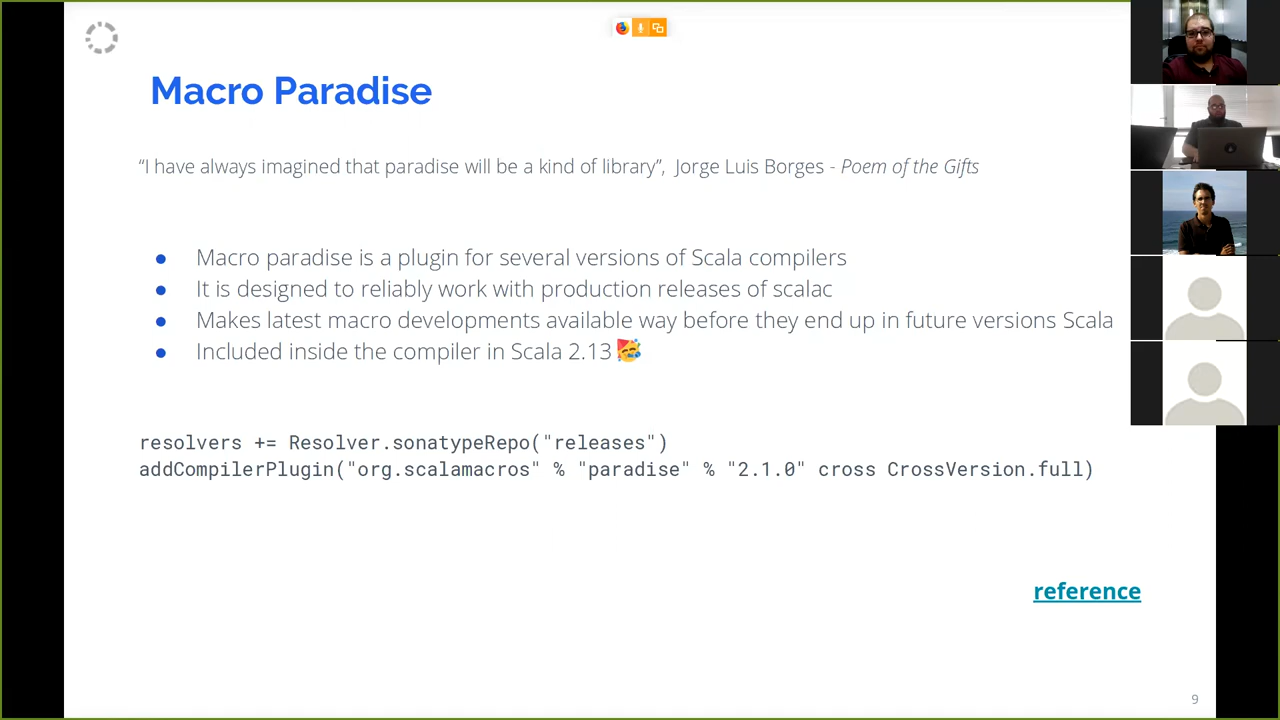 Macro Paradise
“I have always imagined that paradise will be a kind of library”, Jorge Luis Borges - Poem of the Gifts
● Macro paradise is a plugin for several versions of Scala compilers
● It is designed to reliably work with production releases of scalac
● Makes latest macro developments available way before they end up in future versions Scala
● Included inside the compiler in Scala 2.13 🥳
resolvers += Resolver.sonatypeRepo("releases")
addCompilerPlugin("org.scalamacros" % "paradise" % "2.1.0" cross CrossVersion.full)
reference
9